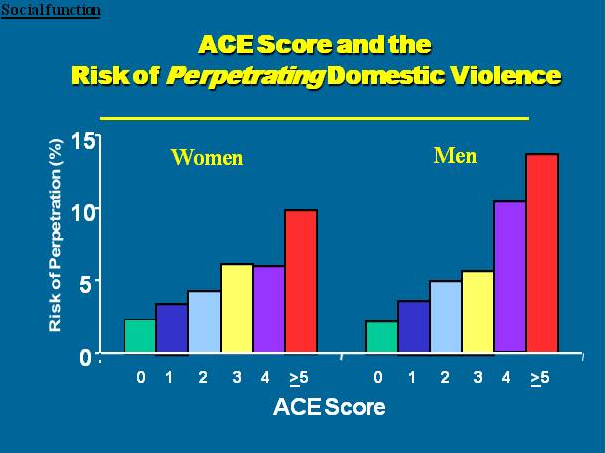 Social function
ACE Score and the
Risk of Perpetrating Domestic Violence
Women
Men
Risk of Perpetration (%)
15
10
5
0
0 1 2 3 4 ≥5
0 1 2 3 4 ≥5
ACE Score